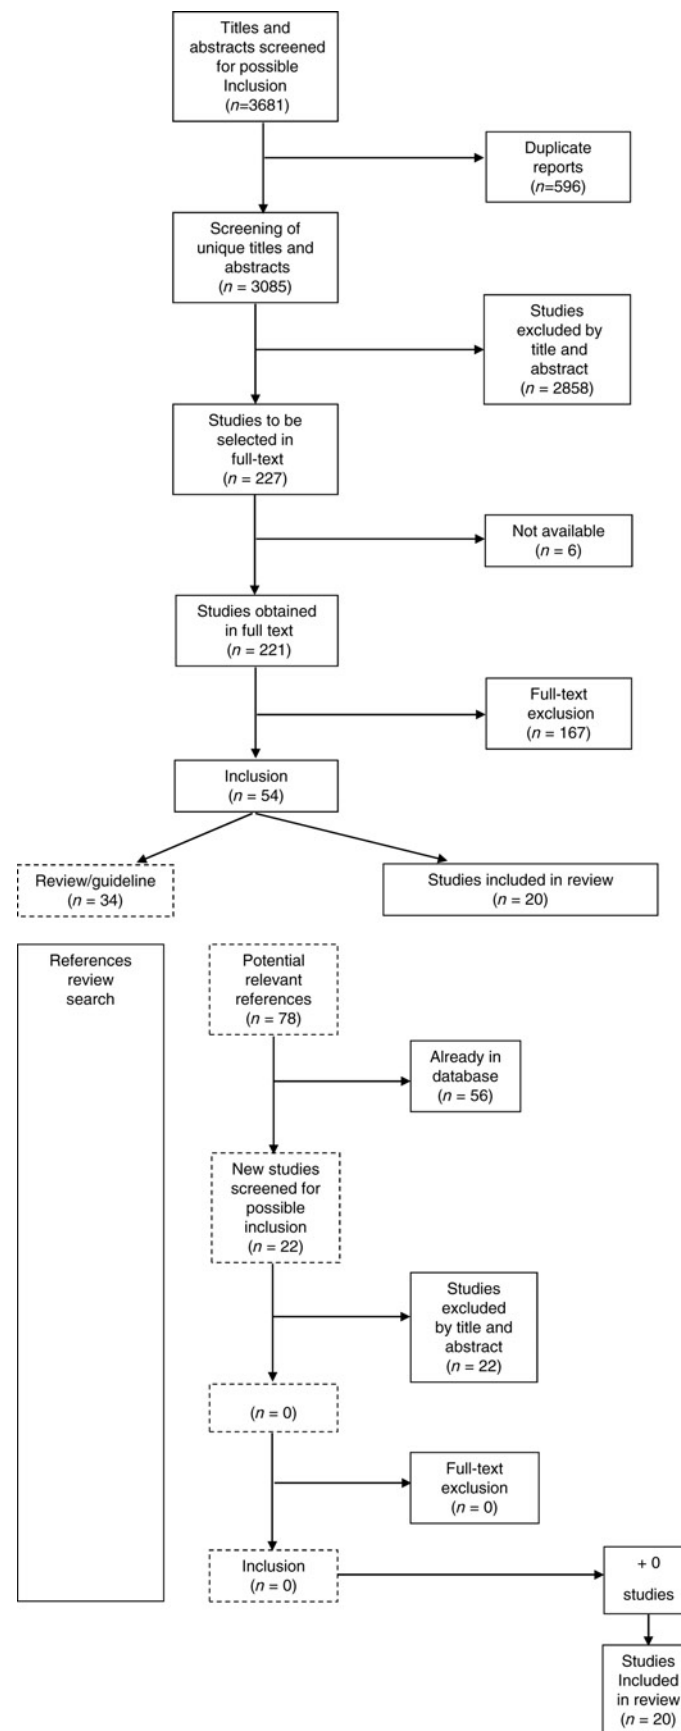 Titles and
abstracts screened
for possible
Inclusion
(n=3681)
Duplicate
reports
(n=596)
Screening of
unique titles and
abstracts
(n = 3085)
Studies
excluded by
title and
abstract
(n = 2858)
Studies to be
selected in
full-text
(n = 227)
Not available
(n = 6)
Studies obtained
in full text
(n = 221)
Full-text
exclusion
(n = 167)
Inclusion
(n = 54)
Review/guideline
(n = 34)
Studies included in review
(n = 20)
References
review
search
Potential
relevant
references
(n = 78)
Already in
database
(n = 56)
New studies
screened for
possible
inclusion
(n = 22)
Studies
excluded
by title and
abstract
(n = 22)
(n = 0)
Full-text
exclusion
(n = 0)
Inclusion
(n = 0)
+ 0
studies
Studies
Included
in review
(n = 20)